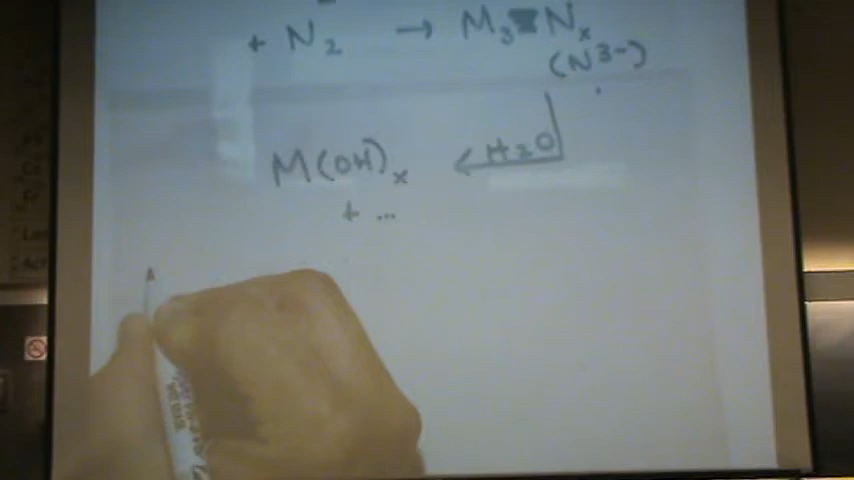 + N₂ → M₃Nₓ
(N³⁻)
M(OH)ₓ ← H₂O
+ ...